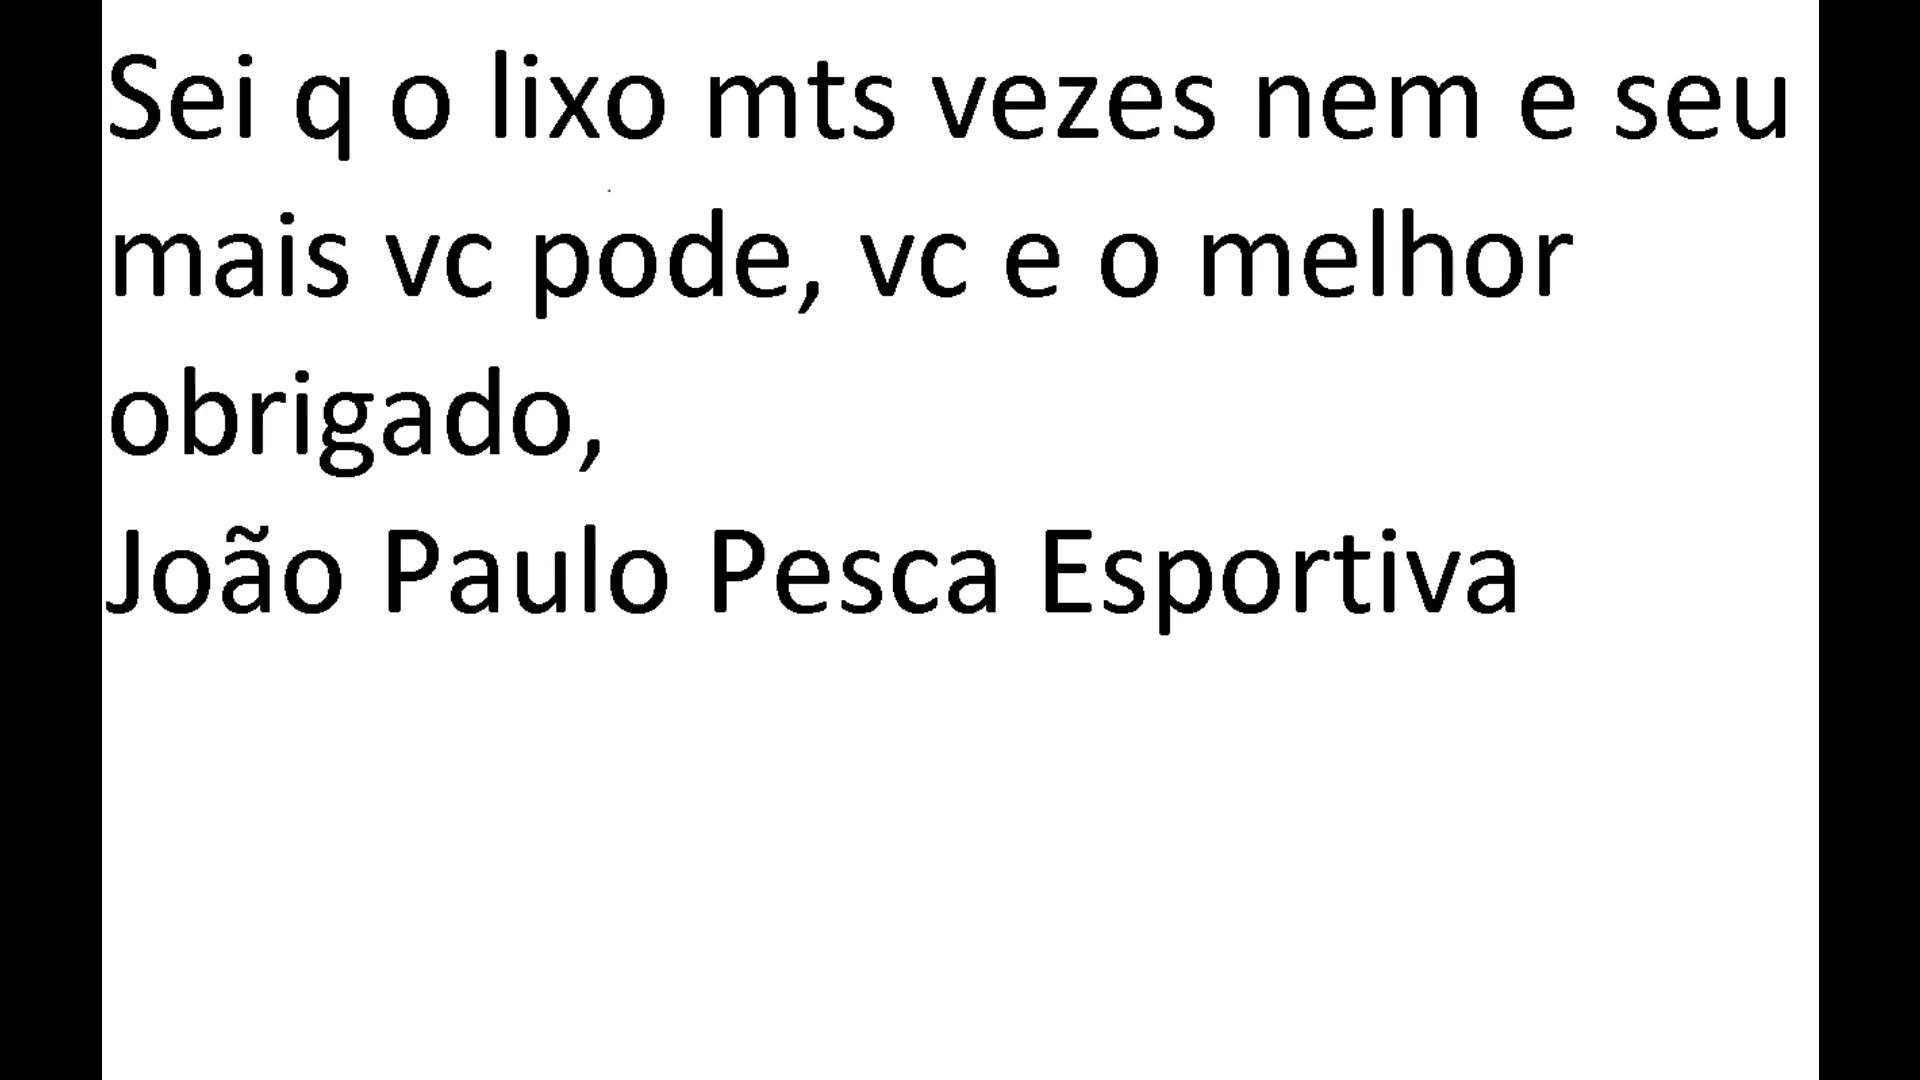 Sei q o lixo mts vezes nem e seu
mais vc pode, vc e o melhor
obrigado,
João Paulo Pesca Esportiva